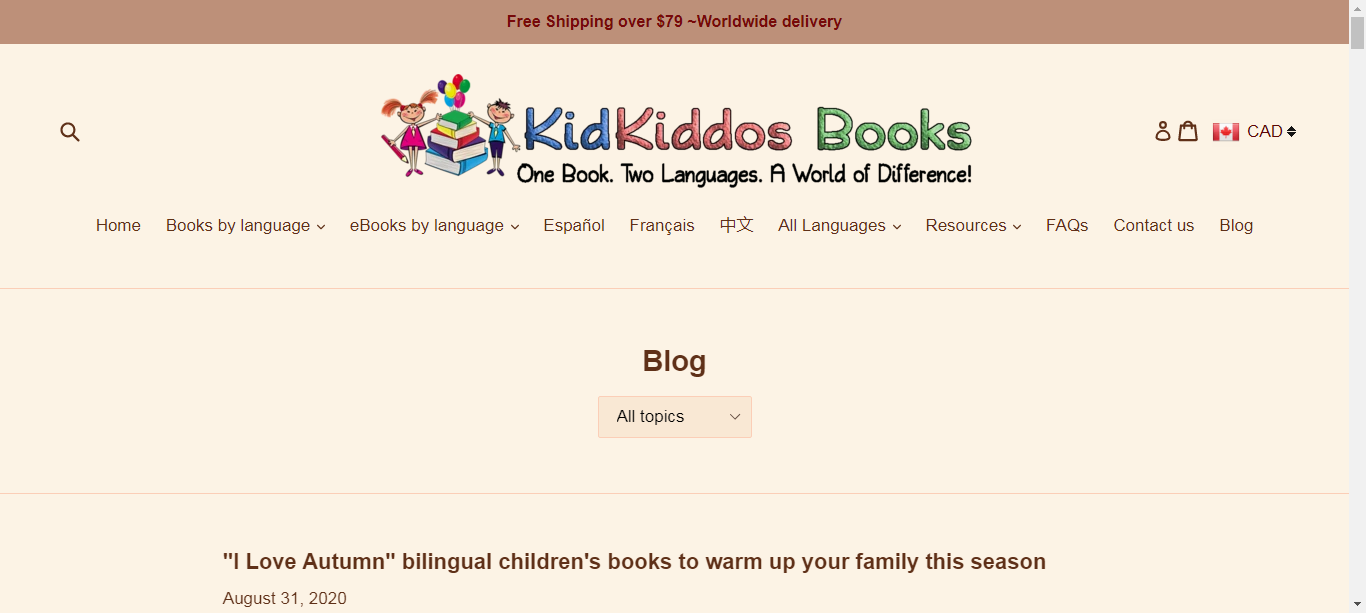 Free Shipping over $79 ~Worldwide delivery
KidKiddos Books
One Book. Two Languages. A World of Difference!
CAD
Home Books by language eBooks by language Español Français 中文 All Languages Resources FAQs Contact us Blog
Blog
All topics
"I Love Autumn" bilingual children's books to warm up your family this season
August 31, 2020